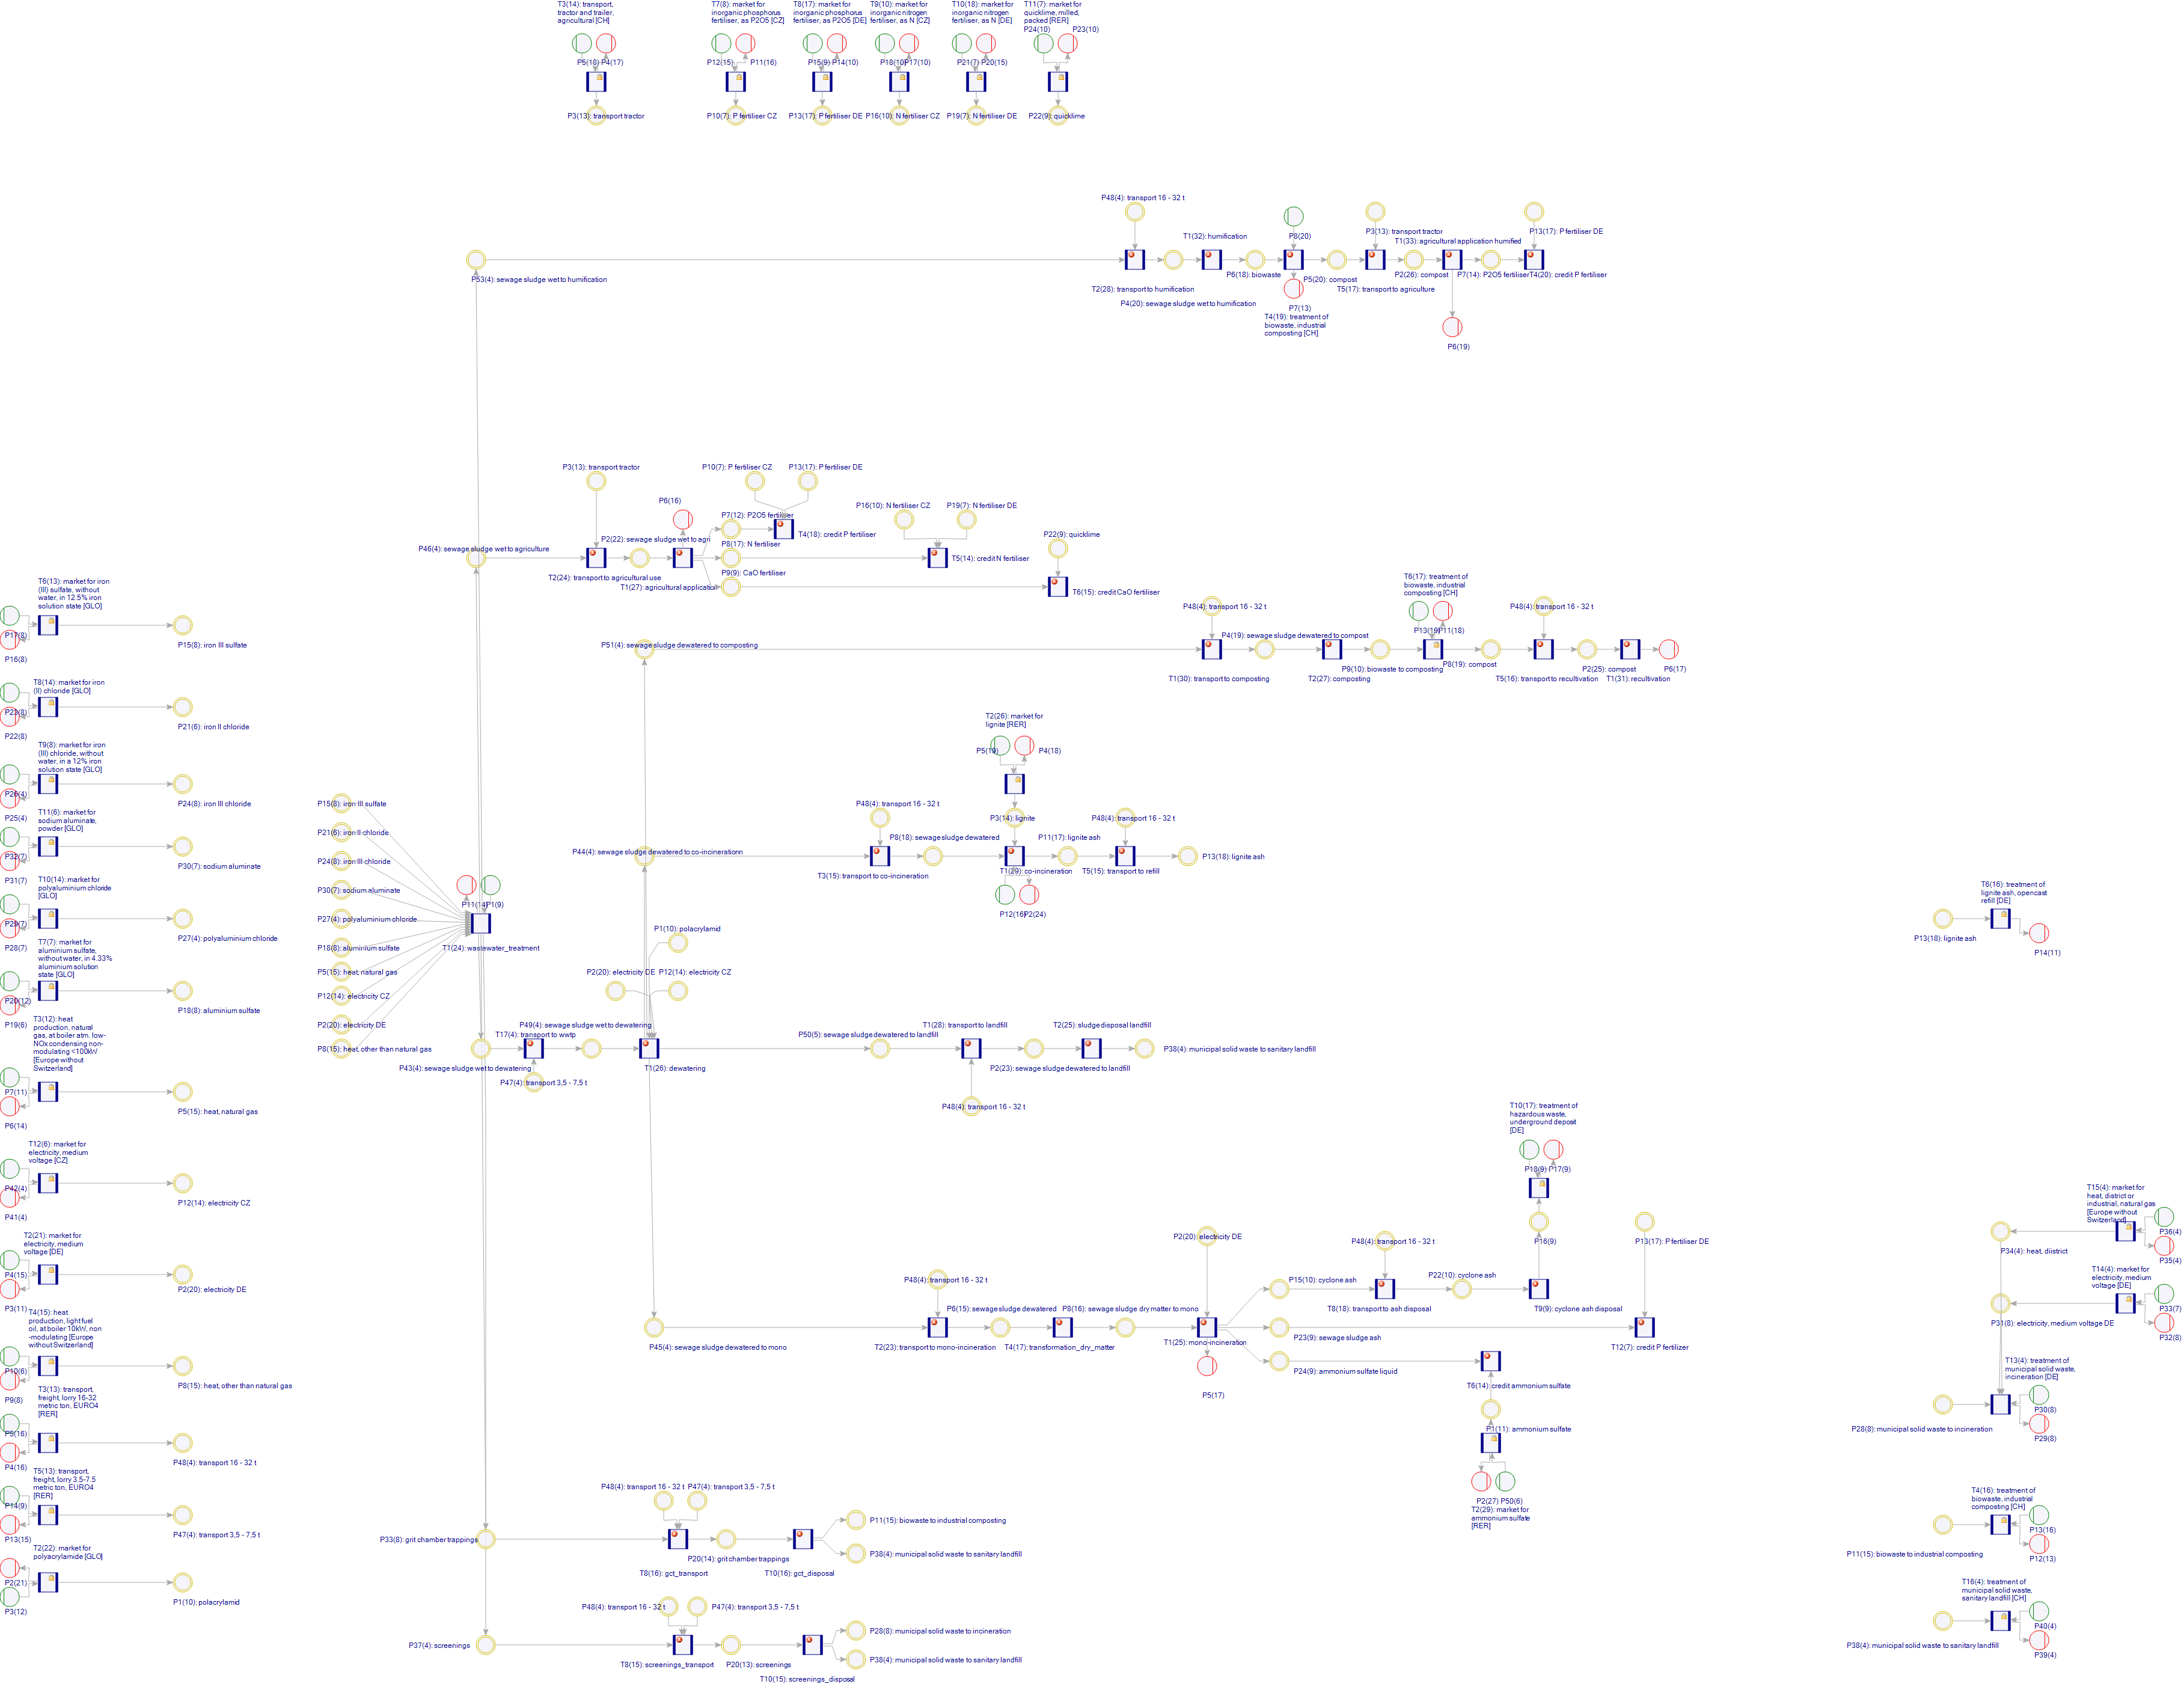 T3(14): transport,
tractor and trailer,
agricultural [CH]
P5(18)
P4(17)
P3(13): transport tractor
T7(8): market for
inorganic phosphorus
fertiliser, as P2O5 [CZ]
P12(15)
P11(16)
P10(7): P fertiliser CZ
T8(17): market for
inorganic phosphorus
fertiliser, as P2O5 [DE]
P15(9)
P14(10)
P13(17): P fertiliser DE
T9(10): market for
inorganic nitrogen
fertiliser, as N [CZ]
P18(10)
P17(10)
P16(10): N fertiliser CZ
T10(18): market for
inorganic nitrogen
fertiliser, as N [DE]
P21(7)
P20(15)
P19(7): N fertiliser DE
T11(7): market for
quicklime, milled,
packed [RER]
P24(10)
P23(10)
P22(9): quicklime
P48(4): transport 16 - 32 t
T1(32): humification
P8(20)
P3(13): transport tractor
T1(33): agricultural application humified
P13(17): P fertiliser DE
P53(4): sewage sludge wet to humification
T2(28): transport to humification
P4(20): sewage sludge wet to humification
P6(18): biowaste
P5(20): compost
T5(17): transport to agriculture
P2(26): compost
P7(14): P2O5 fertiliser
T4(20): credit P fertiliser
P7(13)
T4(19): treatment of
biowaste, industrial
composting [CH]
P6(19)
P3(13): transport tractor
P10(7): P fertiliser CZ
P13(17): P fertiliser DE
P6(16)
P7(12): P2O5 fertiliser
P16(10): N fertiliser CZ
P19(7): N fertiliser DE
P22(9): quicklime
T4(18): credit P fertiliser
P46(4): sewage sludge wet to agriculture
P2(22): sewage sludge wet to agri
P8(17): N fertiliser
T5(14): credit N fertiliser
T2(24): transport to agricultural use
P9(9): CaO fertiliser
T1(27): agricultural application
T6(15): credit CaO fertiliser
T6(17): treatment of
biowaste, industrial
composting [CH]
P48(4): transport 16 - 32 t
P48(4): transport 16 - 32 t
P13(19)
P11(18)
P51(4): sewage sludge dewatered to composting
P4(19): sewage sludge dewatered to compost
P9(10): biowaste to composting
P8(19): compost
P2(25): compost
P6(17)
T1(30): transport to composting
T2(27): composting
T5(16): transport to recultivation
T1(31): recultivation
T6(13): market for iron
(III) sulfate, without
water, in 12.5% iron
solution state [GLO]
P17(8)
P16(8)
P15(8): iron III sulfate
T8(14): market for iron
(II) chloride [GLO]
P23(8)
P22(8)
P21(6): iron II chloride
T9(8): market for iron
(III) chloride, without
water, in a 12% iron
solution state [GLO]
P26(4)
P25(4)
P24(8): iron III chloride
T11(6): market for
sodium aluminate,
powder [GLO]
P32(7)
P31(7)
P30(7): sodium aluminate
T10(14): market for
polyaluminium chloride
[GLO]
P29(7)
P28(7)
P27(4): polyaluminium chloride
T7(7): market for
aluminium sulfate,
without water, in 4.33%
aluminium solution
state [GLO]
P20(12)
P19(6)
P18(8): aluminium sulfate
T3(12): heat
production, natural
gas, at boiler atm. low-
NOx condensing non-
modulating <100kW
[Europe without
Switzerland]
P7(11)
P6(14)
P5(15): heat, natural gas
T12(6): market for
electricity, medium
voltage [CZ]
P42(4)
P41(4)
P12(14): electricity CZ
T2(21): market for
electricity, medium
voltage [DE]
P4(15)
P3(11)
P2(20): electricity DE
T4(15): heat
production, light fuel
oil, at boiler 10kW, non
-modulating [Europe
without Switzerland]
P10(6)
P9(8)
P8(15): heat, other than natural gas
T3(13): transport,
freight, lorry 16-32
metric ton, EURO4
[RER]
P5(16)
P4(16)
P48(4): transport 16 - 32 t
T5(13): transport,
freight, lorry 3.5-7.5
metric ton, EURO4
[RER]
P14(9)
P13(15)
P47(4): transport 3,5 - 7,5 t
T2(22): market for
polyacrylamide [GLO]
P2(21)
P3(12)
P1(10): polacrylamid
P15(8): iron III sulfate
P21(6): iron II chloride
P24(8): iron III chloride
P30(7): sodium aluminate
P27(4): polyaluminium chloride
P18(8): aluminium sulfate
P5(15): heat, natural gas
P12(14): electricity CZ
P2(20): electricity DE
P8(15): heat, other than natural gas
P11(14)
P1(9)
T1(24): wastewater_treatment
T2(26): market for
lignite [RER]
P5(19)
P4(18)
P48(4): transport 16 - 32 t
P3(14): lignite
P48(4): transport 16 - 32 t
P44(4): sewage sludge dewatered to co-incinerationn
P8(18): sewage sludge dewatered
P11(17): lignite ash
P13(18): lignite ash
T3(15): transport to co-incineration
T1(29): co-incineration
T5(15): transport to refill
P12(16)
P2(24)
P1(10): polacrylamid
P2(20): electricity DE
P12(14): electricity CZ
P49(4): sewage sludge wet to dewatering
T17(4): transport to wwtp
P43(4): sewage sludge wet to dewatering
P47(4): transport 3,5 - 7,5 t
T1(26): dewatering
P50(5): sewage sludge dewatered to landfill
T1(28): transport to landfill
T2(25): sludge disposal landfill
P2(23): sewage sludge dewatered to landfill
P38(4): municipal solid waste to sanitary landfill
P48(4): transport 16 - 32 t
T10(17): treatment of
hazardous waste,
underground deposit
[DE]
P18(9)
P17(9)
P16(9)
P13(17): P fertiliser DE
P2(20): electricity DE
P48(4): transport 16 - 32 t
P48(4): transport 16 - 32 t
P15(10): cyclone ash
P22(10): cyclone ash
T8(18): transport to ash disposal
T9(9): cyclone ash disposal
P6(15): sewage sludge dewatered
P8(16): sewage sludge dry matter to mono
P45(4): sewage sludge dewatered to mono
T2(23): transport to mono-incineration
T4(17): transformation_dry_matter
T1(25): mono-incineration
P23(9): sewage sludge ash
T12(7): credit P fertilizer
P24(9): ammonium sulfate liquid
T6(14): credit ammonium sulfate
P5(17)
P1(11): ammonium sulfate
P2(27)
P50(6)
T2(29): market for
ammonium sulfate
[RER]
P48(4): transport 16 - 32 t
P47(4): transport 3,5 - 7,5 t
P33(8): grit chamber trappings
P20(14): grit chamber trappings
P11(15): biowaste to industrial composting
P38(4): municipal solid waste to sanitary landfill
T8(16): gct_transport
T10(16): gct_disposal
P48(4): transport 16 - 32 t
P47(4): transport 3,5 - 7,5 t
P37(4): screenings
T8(15): screenings_transport
P20(13): screenings
T10(15): screenings_disposal
P28(8): municipal solid waste to incineration
P38(4): municipal solid waste to sanitary landfill
T6(16): treatment of
lignite ash, opencast
refill [DE]
P13(18): lignite ash
P14(11)
T15(4): market for
heat, district or
industrial, natural gas
[Europe without
Switzerland]
P36(4)
P35(4)
P34(4): heat, diistrict
T14(4): market for
electricity, medium
voltage [DE]
P33(7)
P32(8)
P31(8): electricity, medium voltage DE
T13(4): treatment of
municipal solid waste,
incineration [DE]
P30(8)
P29(8)
P28(8): municipal solid waste to incineration
T4(16): treatment of
biowaste, industrial
composting [CH]
P13(16)
P12(13)
P11(15): biowaste to industrial composting
T16(4): treatment of
municipal solid waste,
sanitary landfill [CH]
P40(4)
P39(4)
P38(4): municipal solid waste to sanitary landfill